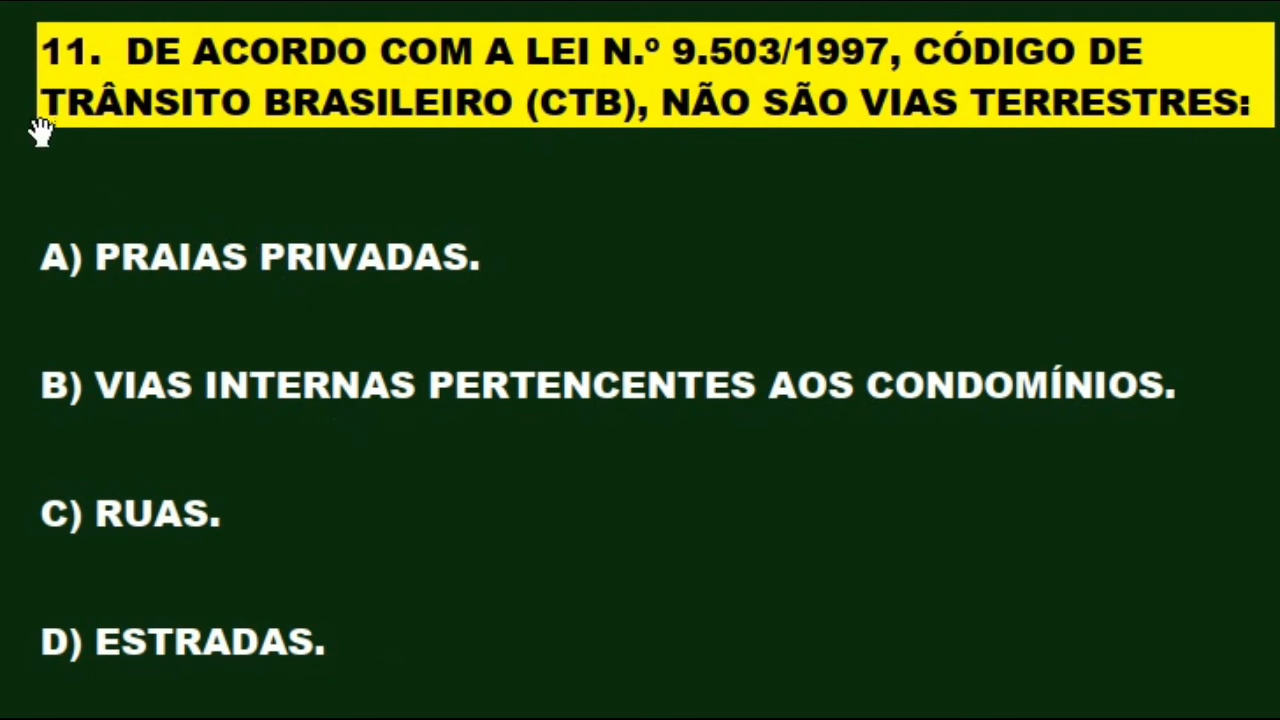 11. DE ACORDO COM A LEI N.º 9.503/1997, CÓDIGO DE
TRÂNSITO BRASILEIRO (CTB), NÃO SÃO VIAS TERRESTRES:
A) PRAIAS PRIVADAS.
B) VIAS INTERNAS PERTENCENTES AOS CONDOMÍNIOS.
C) RUAS.
D) ESTRADAS.